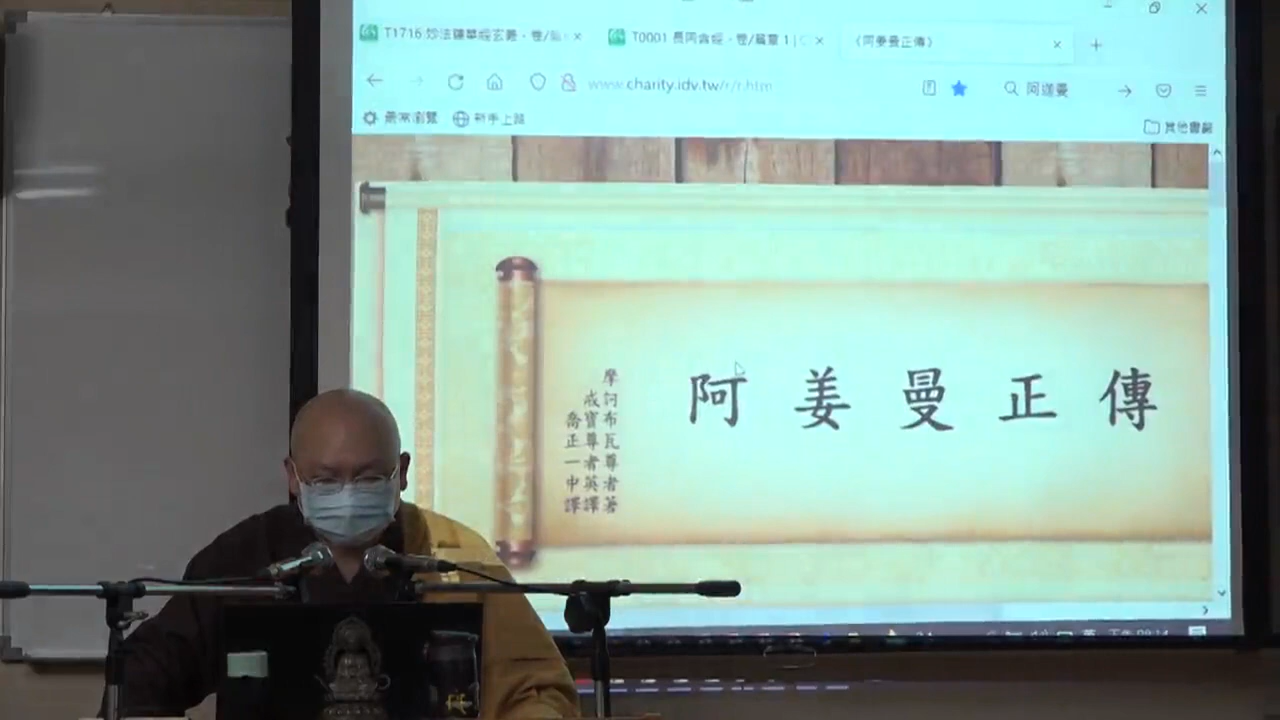 T1716 妙法蓮華經玄義
T0001 長阿含經
《阿姜曼正傳》
www.charity.idv.tw/r/r.htm
阿迦曼
最常瀏覽
新手上路
其他書籤
阿姜曼正傳
摩訶布瓦尊者著
戒寶尊者英譯
喬正一中譯